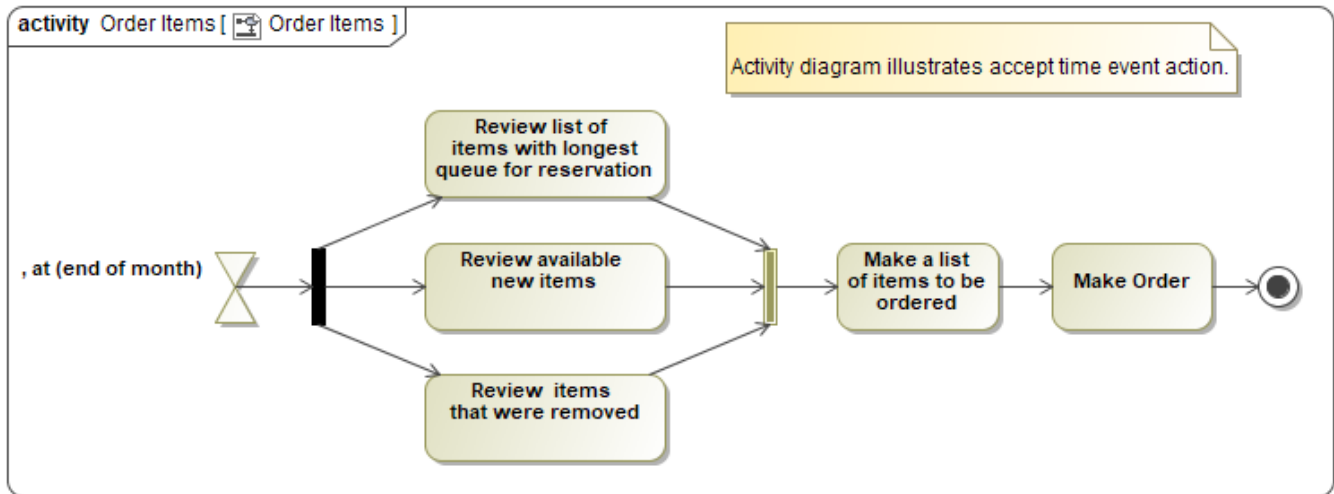 activity Order Items [ Order Items ]
Activity diagram illustrates accept time event action.
Review list of
items with longest
queue for reservation
, at (end of month)
Review available
new items
Make a list
of items to be
ordered
Make Order
Review items
that were removed